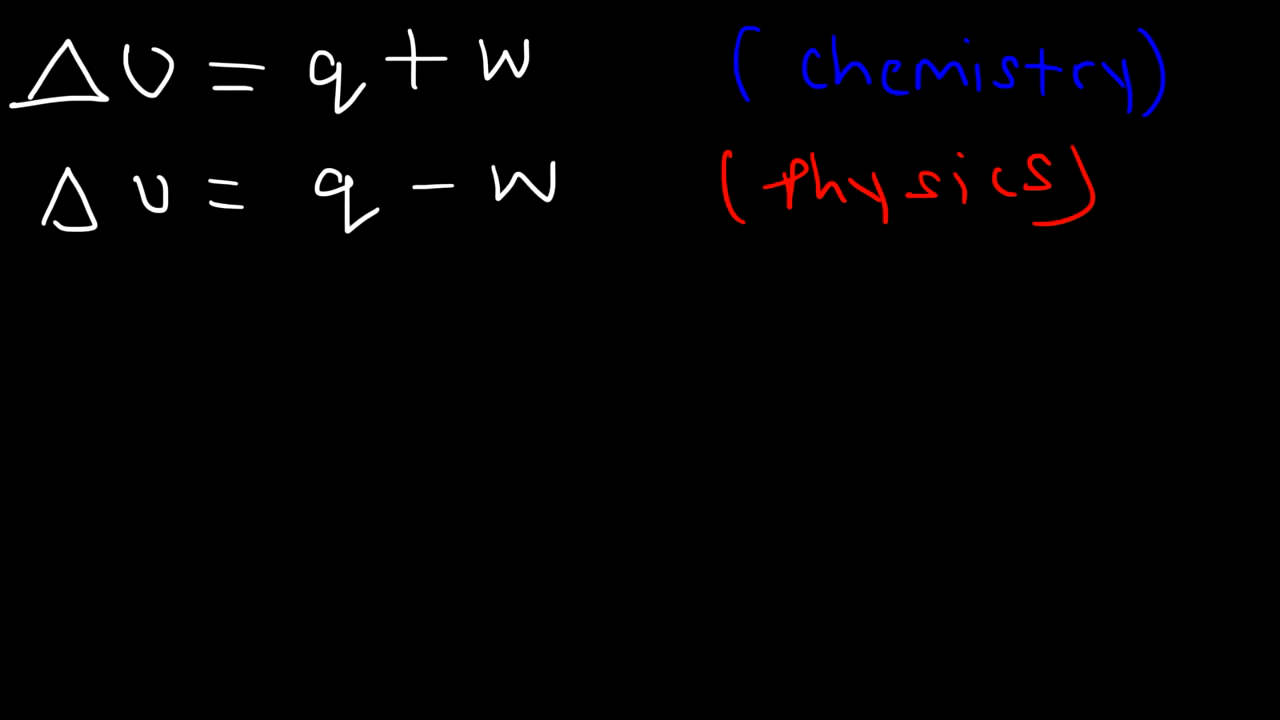 ΔU = q + w (chemistry)
ΔU = q - w (physics)